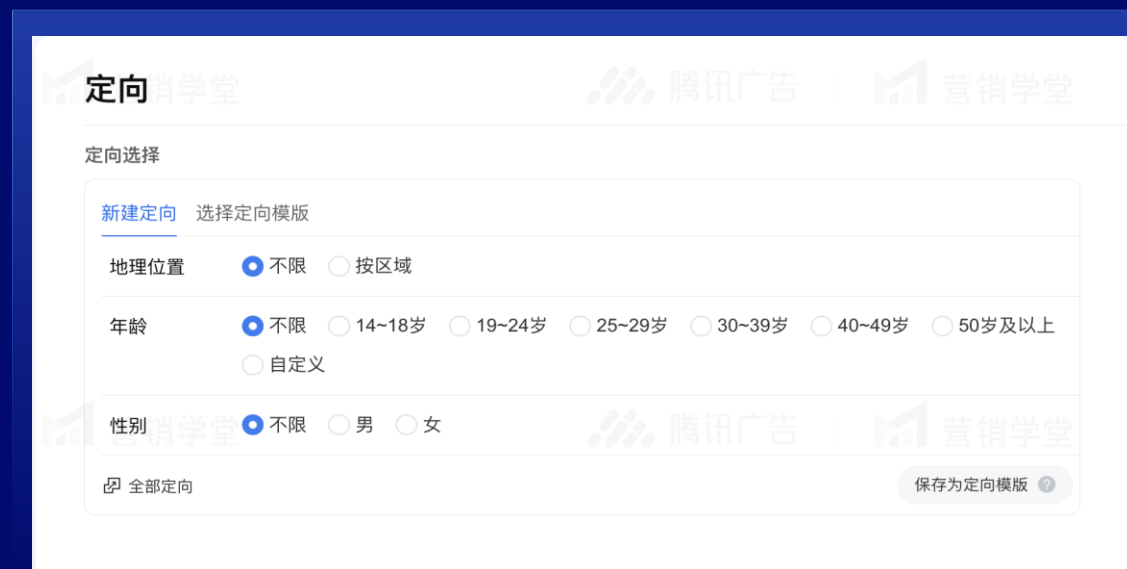 定向
营销学堂
腾讯广告 营销学堂
定向选择
新建定向 选择定向模版
地理位置 不限 按区域
年龄 不限 14~18岁 19~24岁 25~29岁 30~39岁 40~49岁 50岁及以上
自定义
性别 不限 男 女
营销学堂
腾讯广告 营销学堂
全部定向 保存为定向模版 ?